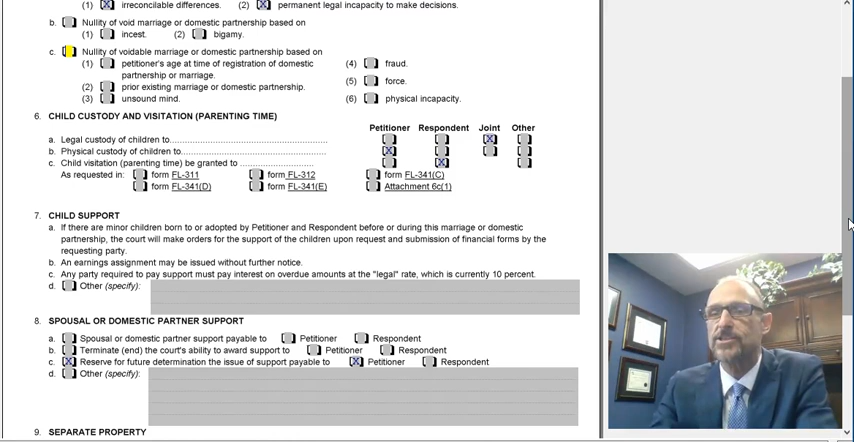 (1) X irreconcilable differences. (2) X permanent legal incapacity to make decisions.
b. Nullity of void marriage or domestic partnership based on
(1) incest. (2) bigamy.
c. Nullity of voidable marriage or domestic partnership based on
(1) petitioner's age at time of registration of domestic partnership or marriage. (4) fraud.
(5) force.
(2) prior existing marriage or domestic partnership.
(3) unsound mind. (6) physical incapacity.
6. CHILD CUSTODY AND VISITATION (PARENTING TIME)
Petitioner Respondent Joint Other
a. Legal custody of children to.......................................................... X
b. Physical custody of children to..................................................... X
c. Child visitation (parenting time) be granted to ........................... X
As requested in: form FL-311 form FL-312 form FL-341(C)
form FL-341(D) form FL-341(E) Attachment 6c(1)
7. CHILD SUPPORT
a. If there are minor children born to or adopted by Petitioner and Respondent before or during this marriage or domestic
partnership, the court will make orders for the support of the children upon request and submission of financial forms by the
requesting party.
b. An earnings assignment may be issued without further notice.
c. Any party required to pay support must pay interest on overdue amounts at the "legal" rate, which is currently 10 percent.
d. Other (specify):
8. SPOUSAL OR DOMESTIC PARTNER SUPPORT
a. Spousal or domestic partner support payable to Petitioner Respondent
b. Terminate (end) the court's ability to award support to Petitioner Respondent
c. X Reserve for future determination the issue of support payable to X Petitioner Respondent
d. Other (specify):
9. SEPARATE PROPERTY